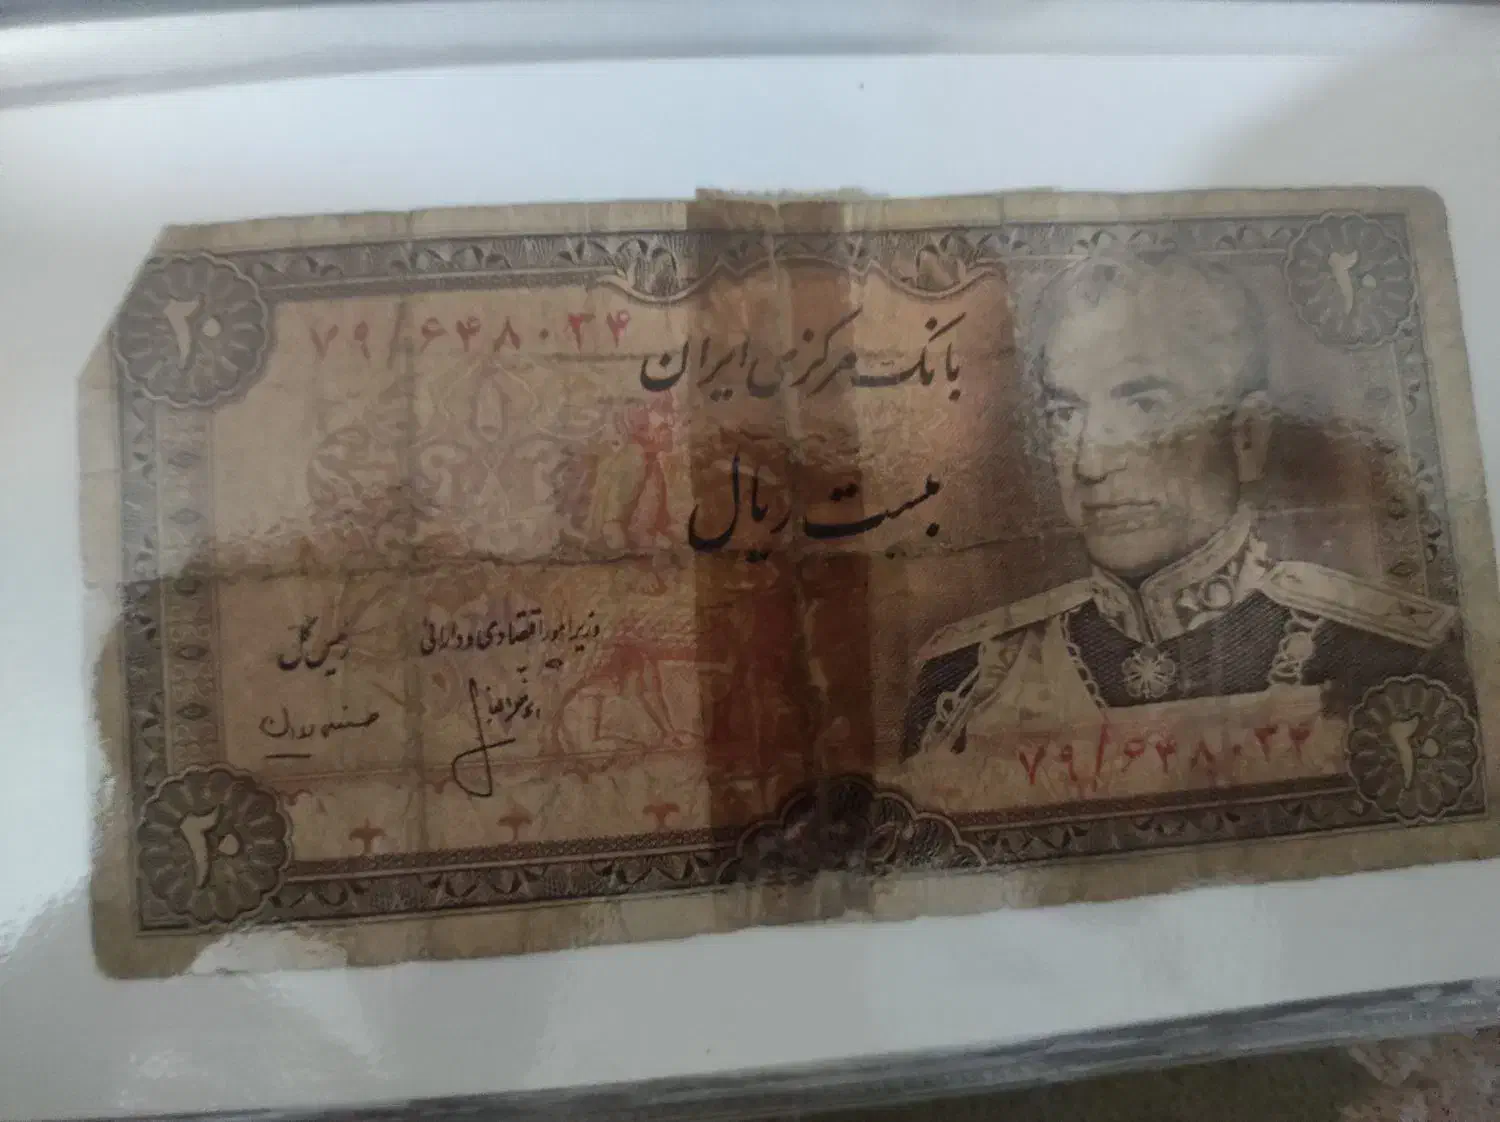 ۲۰
۲۰
۷۹/۶۴۸۰۳۴
بانک مرکزی ایران
بیست ریال
وزیر امور اقتصادی و دارائی
رئیس کل
۷۹/۶۴۸۰۳۴
۲۰
۲۰